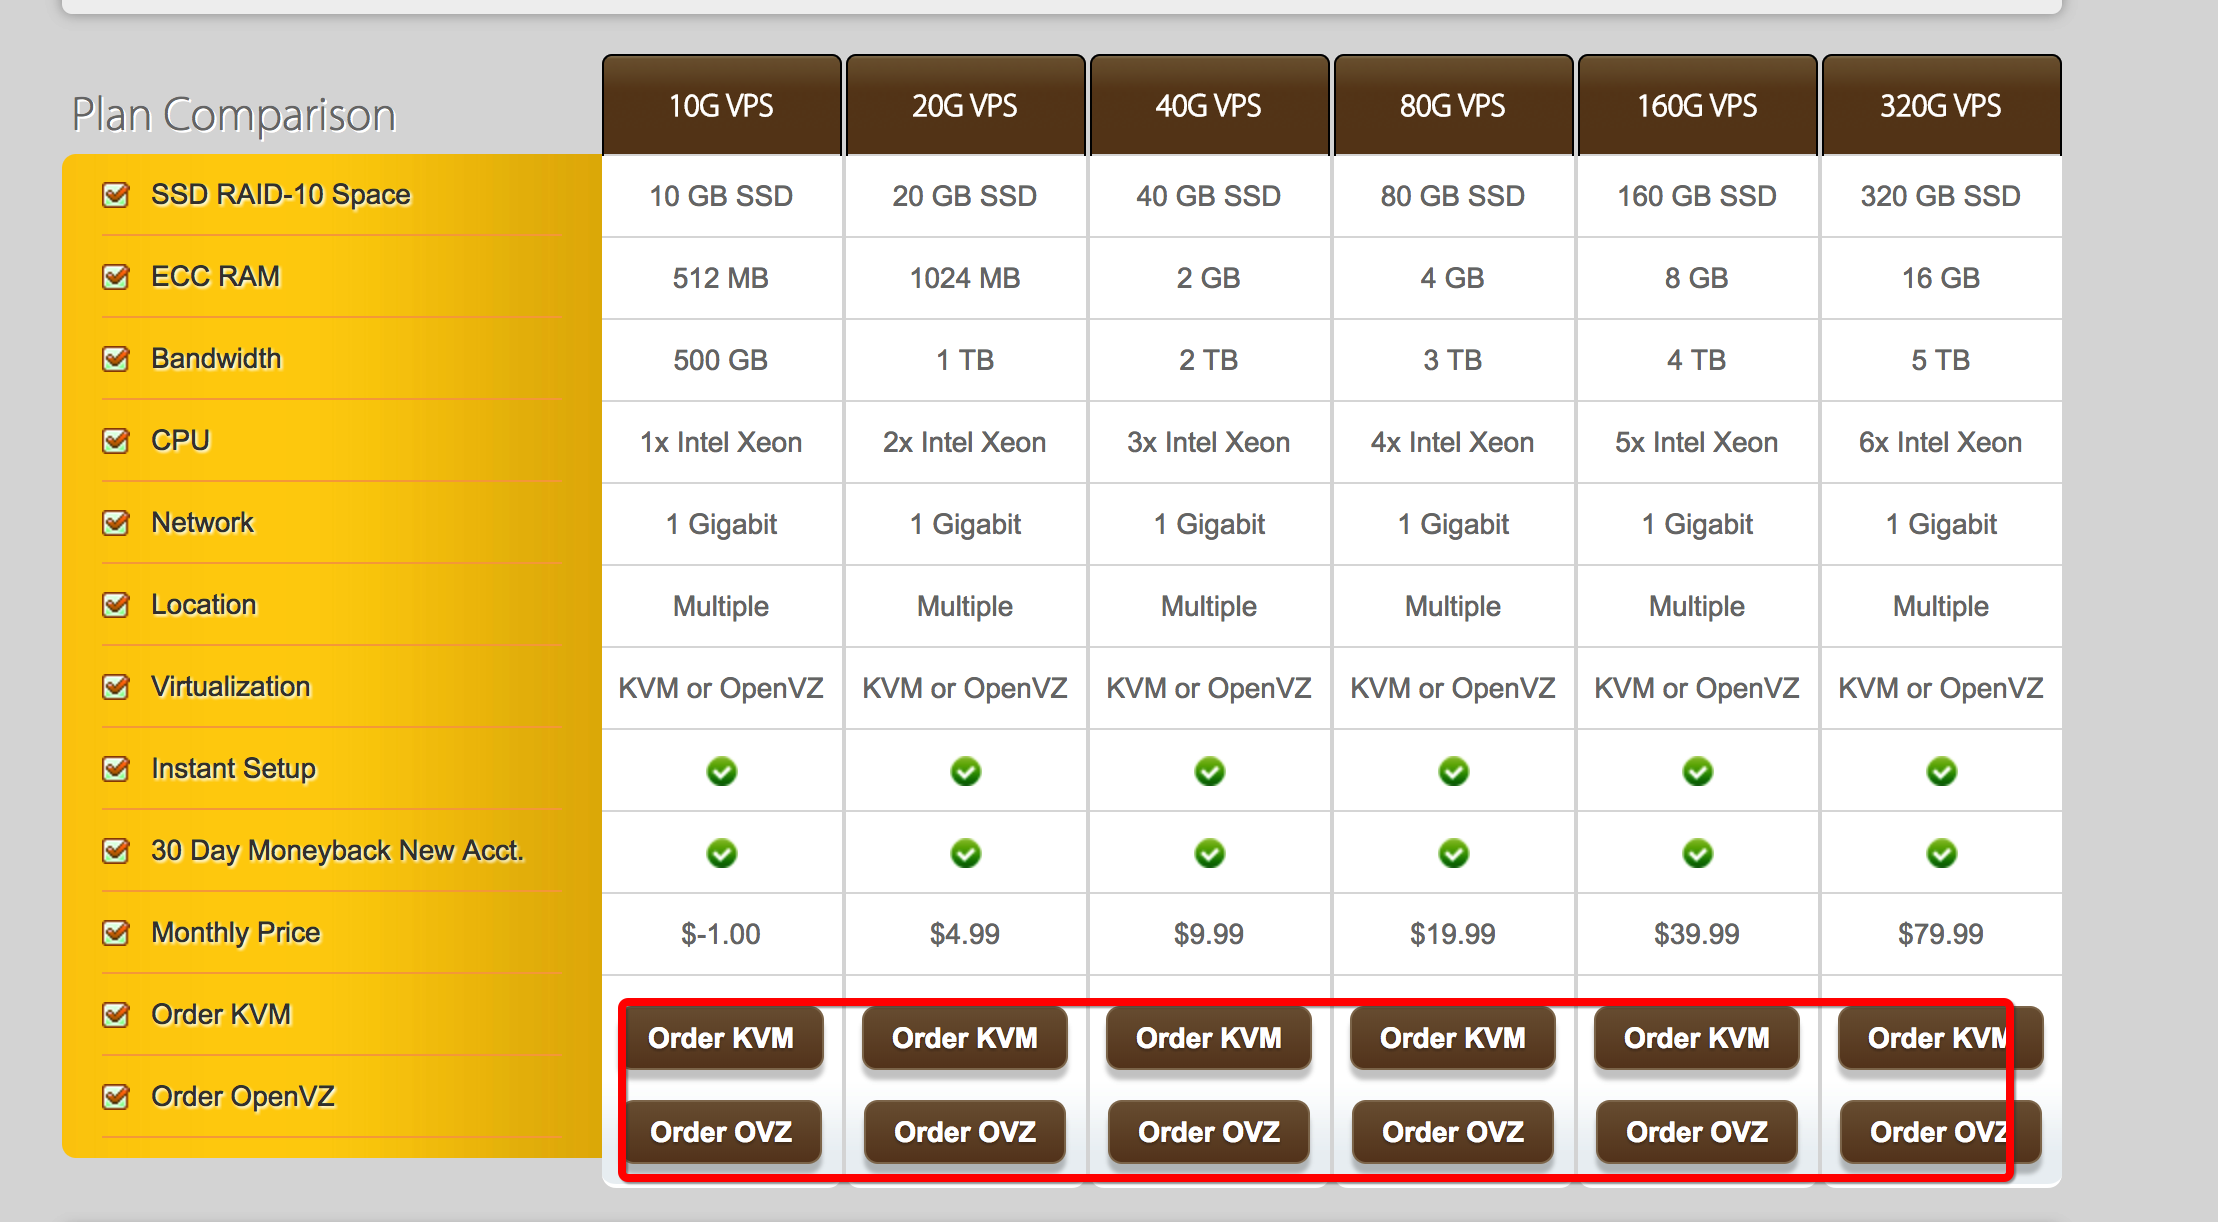 10G VPS 20G VPS 40G VPS 80G VPS 160G VPS 320G VPS
Plan Comparison
SSD RAID-10 Space 10 GB SSD 20 GB SSD 40 GB SSD 80 GB SSD 160 GB SSD 320 GB SSD
ECC RAM 512 MB 1024 MB 2 GB 4 GB 8 GB 16 GB
Bandwidth 500 GB 1 TB 2 TB 3 TB 4 TB 5 TB
CPU 1x Intel Xeon 2x Intel Xeon 3x Intel Xeon 4x Intel Xeon 5x Intel Xeon 6x Intel Xeon
Network 1 Gigabit 1 Gigabit 1 Gigabit 1 Gigabit 1 Gigabit 1 Gigabit
Location Multiple Multiple Multiple Multiple Multiple Multiple
Virtualization KVM or OpenVZ KVM or OpenVZ KVM or OpenVZ KVM or OpenVZ KVM or OpenVZ KVM or OpenVZ
Instant Setup
30 Day Moneyback New Acct.
Monthly Price $-1.00 $4.99 $9.99 $19.99 $39.99 $79.99
Order KVM Order KVM Order KVM Order KVM Order KVM Order KVM Order KVM
Order OpenVZ Order OVZ Order OVZ Order OVZ Order OVZ Order OVZ Order OVZ